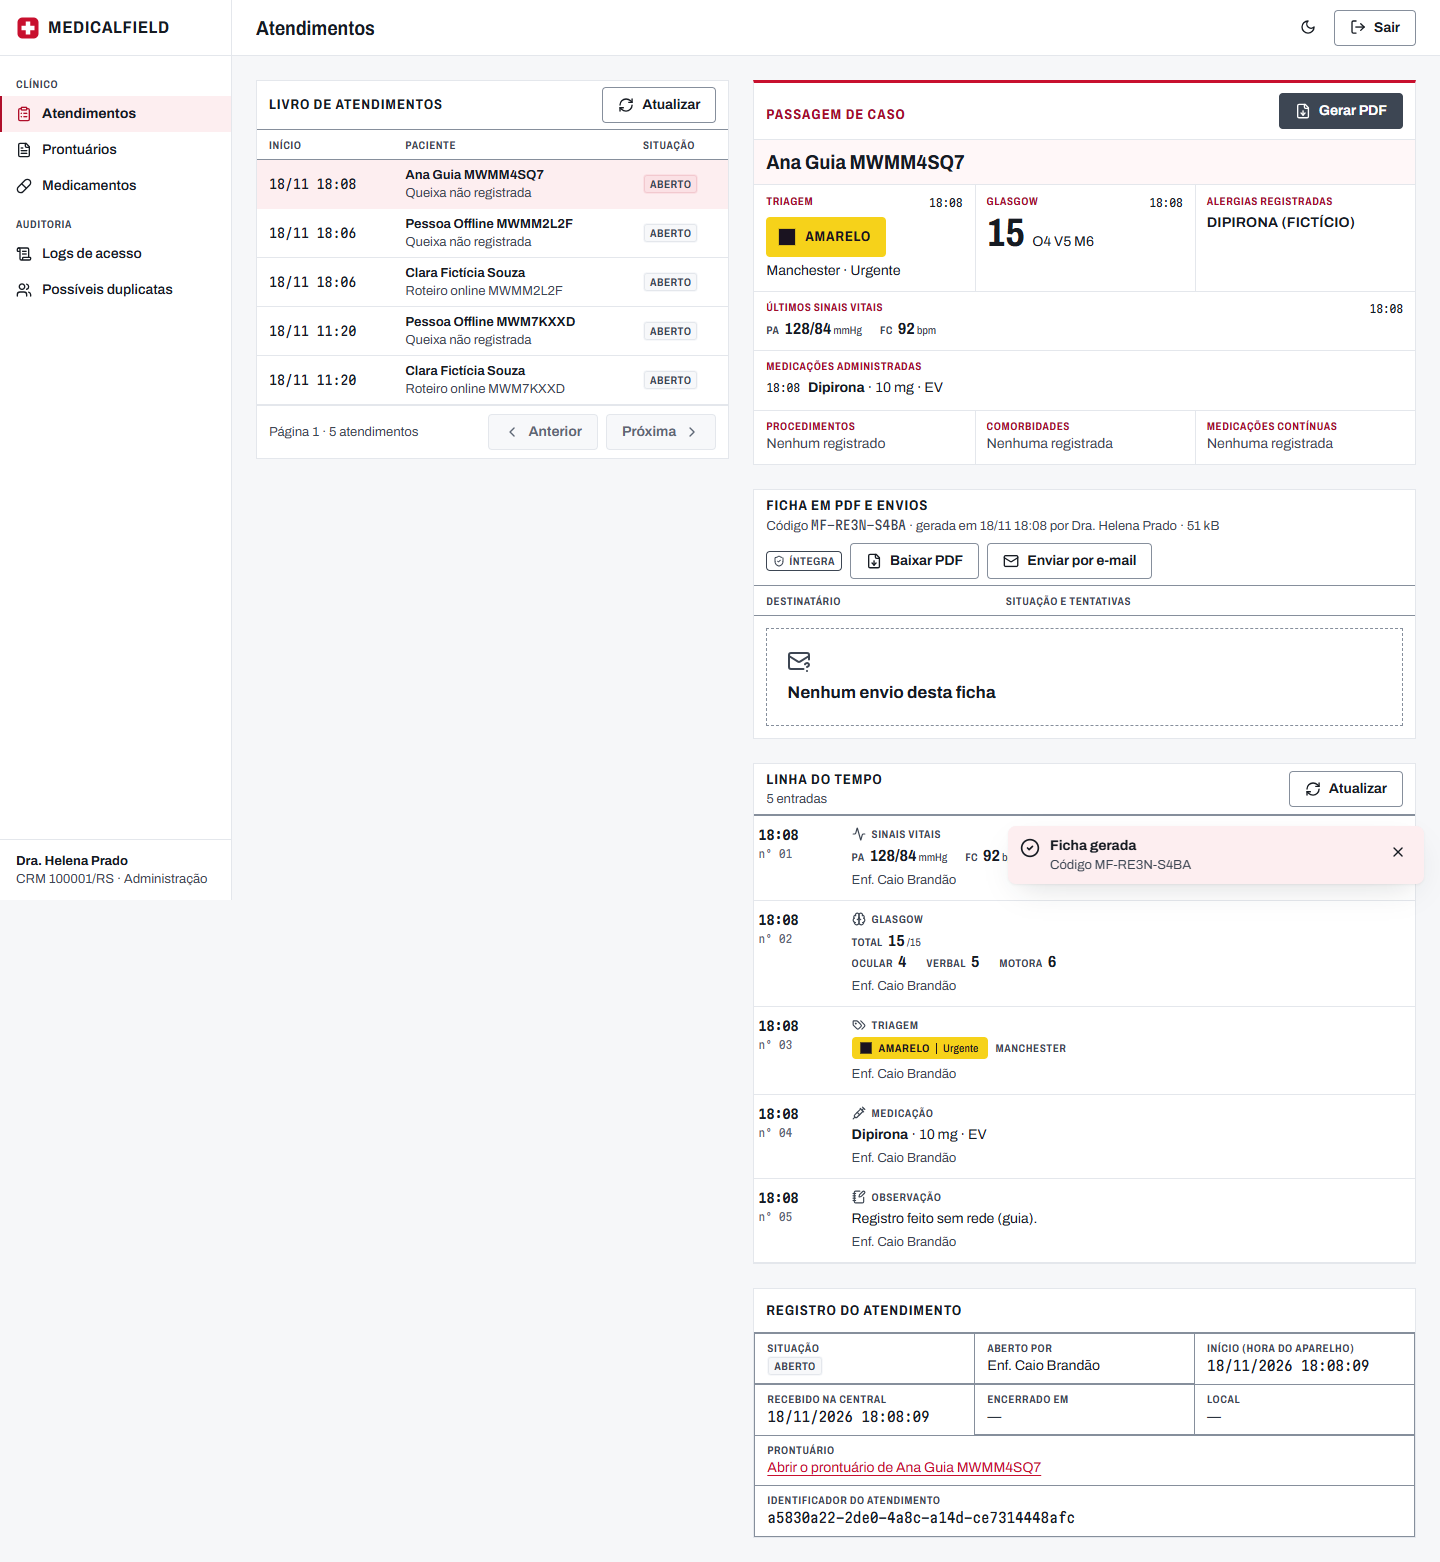 MEDICALFIELD
CLÍNICO
Atendimentos
Prontuários
Medicamentos
AUDITORIA
Logs de acesso
Possíveis duplicatas
Dra. Helena Prado
CRM 100001/RS · Administração
Atendimentos
Sair
LIVRO DE ATENDIMENTOS
Atualizar
INÍCIO PACIENTE SITUAÇÃO
18/11 18:08 Ana Guia MWMM4SQ7 ABERTO
Queixa não registrada
18/11 18:06 Pessoa Offline MWMM2L2F ABERTO
Queixa não registrada
18/11 18:06 Clara Fictícia Souza ABERTO
Roteiro online MWMM2L2F
18/11 11:20 Pessoa Offline MWM7KXXD ABERTO
Queixa não registrada
18/11 11:20 Clara Fictícia Souza ABERTO
Roteiro online MWM7KXXD
Página 1 · 5 atendimentos Anterior Próxima
PASSAGEM DE CASO
Gerar PDF
Ana Guia MWMM4SQ7
TRIAGEM 18:08
AMARELO
Manchester · Urgente
GLASGOW 18:08
15 O4 V5 M6
ALERGIAS REGISTRADAS
DIPIRONA (FICTÍCIO)
ÚLTIMOS SINAIS VITAIS 18:08
PA 128/84 mmHg FC 92 bpm
MEDICAÇÕES ADMINISTRADAS
18:08 Dipirona · 10 mg · EV
PROCEDIMENTOS
Nenhum registrado
COMORBIDADES
Nenhuma registrada
MEDICAÇÕES CONTÍNUAS
Nenhuma registrada
FICHA EM PDF E ENVIOS
Código MF-RE3N-S4BA · gerada em 18/11 18:08 por Dra. Helena Prado · 51 kB
ÍNTEGRA Baixar PDF Enviar por e-mail
DESTINATÁRIO SITUAÇÃO E TENTATIVAS
Nenhum envio desta ficha
LINHA DO TEMPO
5 entradas
Atualizar
18:08 SINAIS VITAIS
nº 01 PA 128/84 mmHg FC 92 b
Enf. Caio Brandão
Ficha gerada
Código MF-RE3N-S4BA
18:08 GLASGOW
nº 02 TOTAL 15 /15
OCULAR 4 VERBAL 5 MOTORA 6
Enf. Caio Brandão
18:08 TRIAGEM
nº 03 AMARELO | Urgente MANCHESTER
Enf. Caio Brandão
18:08 MEDICAÇÃO
nº 04 Dipirona · 10 mg · EV
Enf. Caio Brandão
18:08 OBSERVAÇÃO
nº 05 Registro feito sem rede (guia).
Enf. Caio Brandão
REGISTRO DO ATENDIMENTO
SITUAÇÃO
ABERTO
ABERTO POR
Enf. Caio Brandão
INÍCIO (HORA DO APARELHO)
18/11/2026 18:08:09
RECEBIDO NA CENTRAL
18/11/2026 18:08:09
ENCERRADO EM
—
LOCAL
—
PRONTUÁRIO
Abrir o prontuário de Ana Guia MWMM4SQ7
IDENTIFICADOR DO ATENDIMENTO
a5830a22-2de0-4a8c-a14d-ce7314448afc